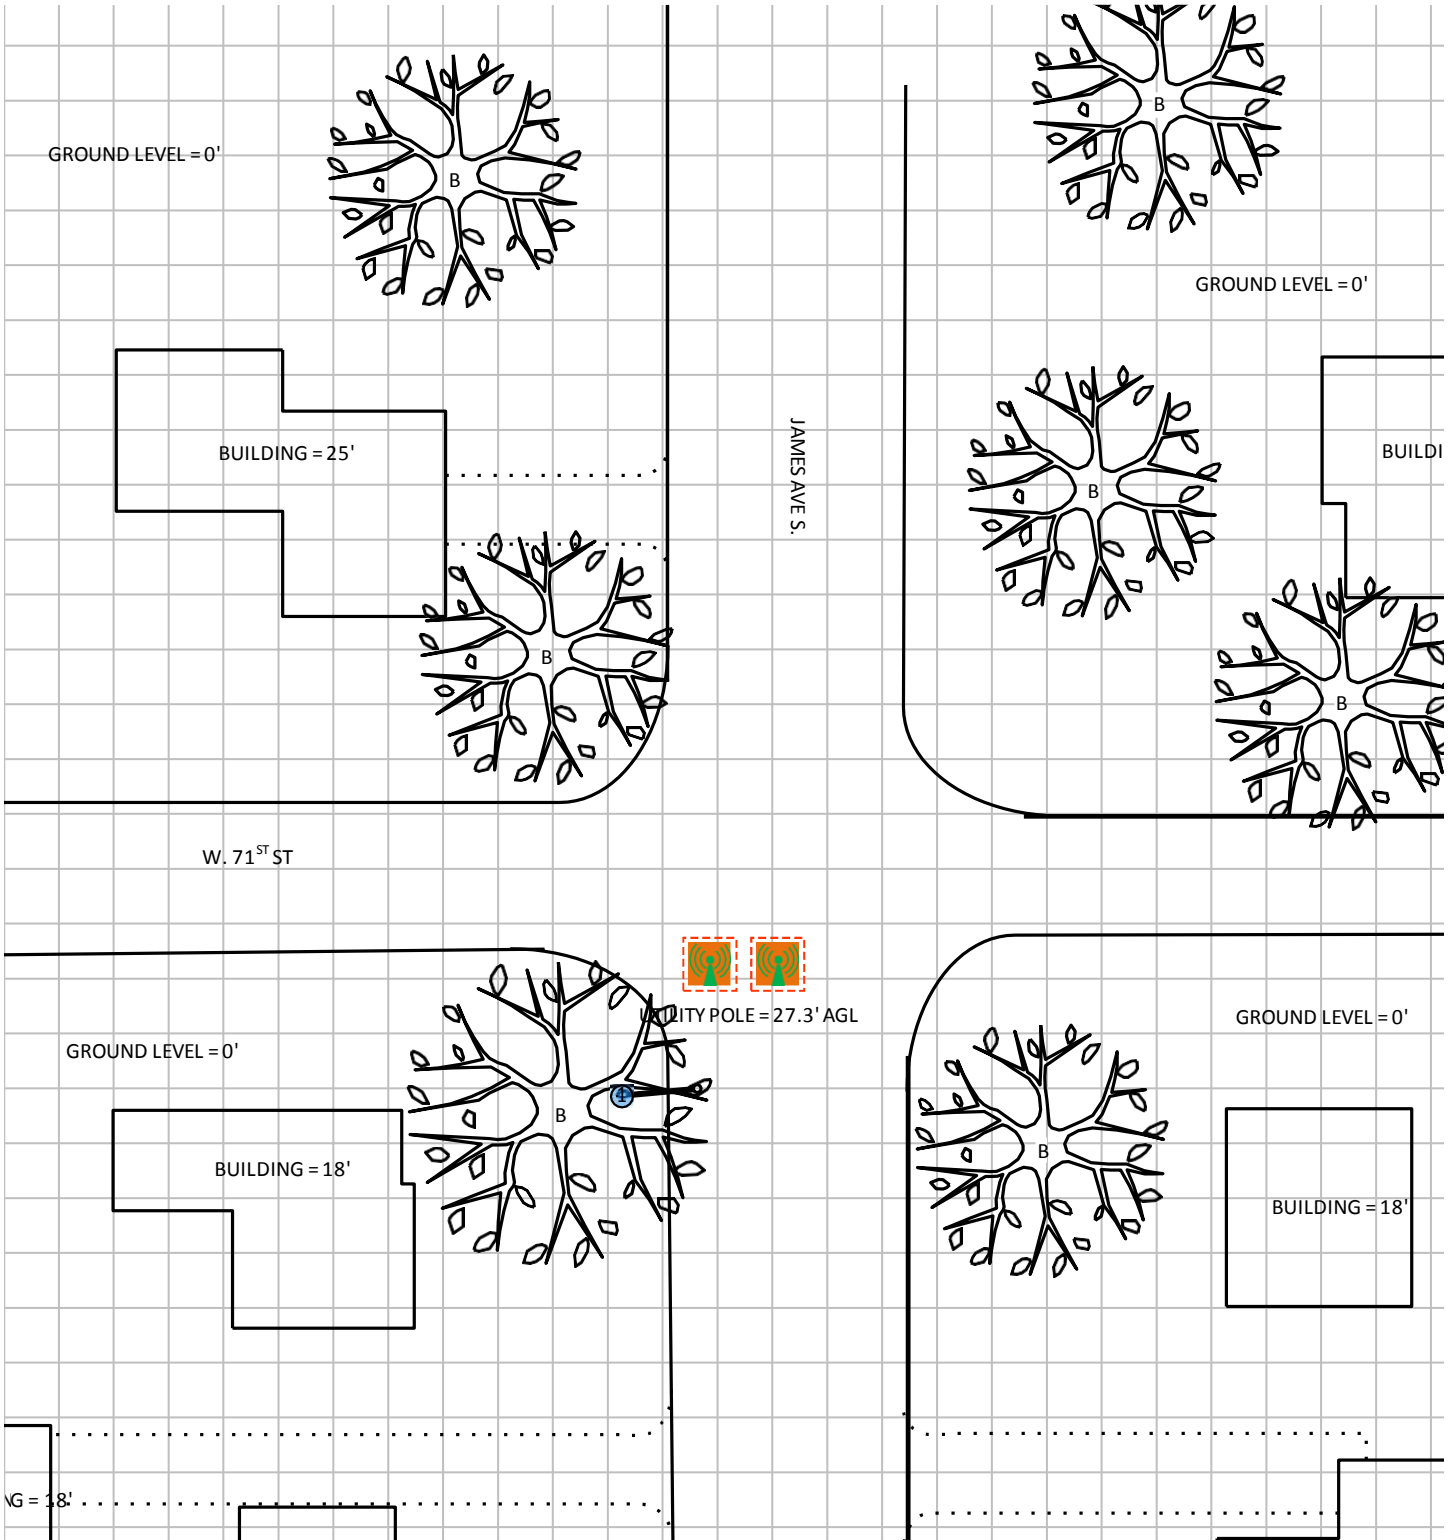 B
GROUND LEVEL = 0'
B
GROUND LEVEL = 0'
BUILDING = 25'
JAMES AVE S.
BUILDI
B
B
B
W. 71ST ST
UTILITY POLE = 27.3' AGL
GROUND LEVEL = 0'
GROUND LEVEL = 0'
1
B
B
BUILDING = 18'
BUILDING = 18'
NG = 18'